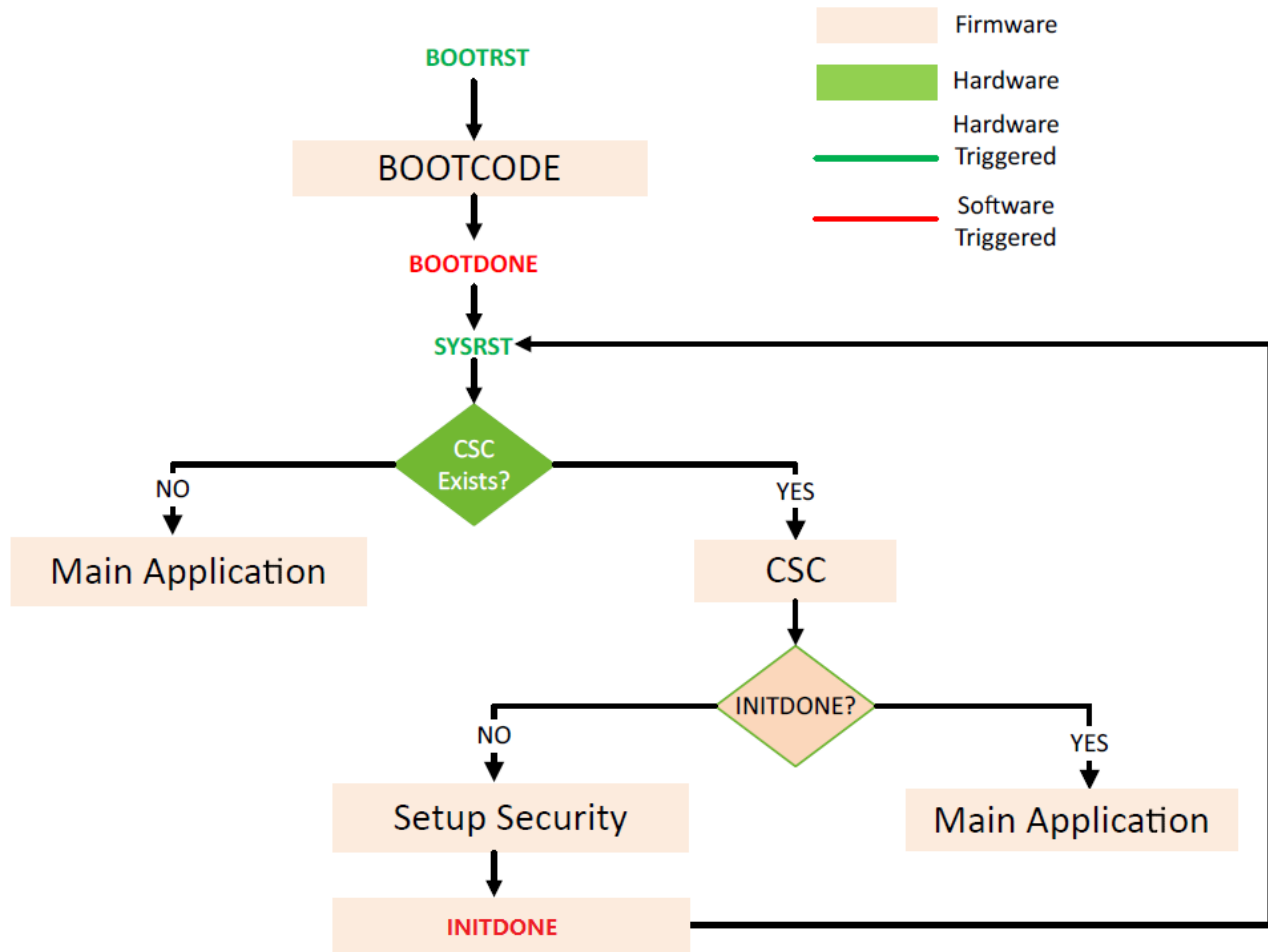 Firmware
BOOTRST
Hardware
Hardware
Triggered
BOOTCODE
Software
Triggered
BOOTDONE
SYSRST
CSC
Exists?
NO
YES
Main Application
CSC
INITDONE?
NO
YES
Setup Security
Main Application
INITDONE